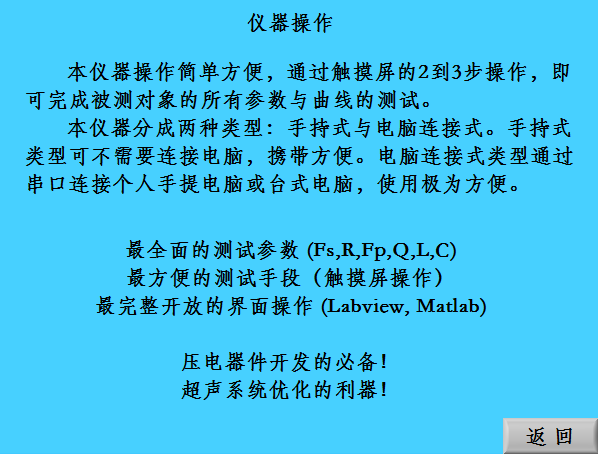 仪器操作
本仪器操作简单方便，通过触摸屏的2到3步操作，即
可完成被测对象的所有参数与曲线的测试。
本仪器分成两种类型：手持式与电脑连接式。手持式
类型可不需要连接电脑，携带方便。电脑连接式类型通过
串口连接个人手提电脑或台式电脑，使用极为方便。
最全面的测试参数 (Fs,R,Fp,Q,L,C)
最方便的测试手段（触摸屏操作）
最完整开放的界面操作 (Labview, Matlab)
压电器件开发的必备！
超声系统优化的利器！
返 回